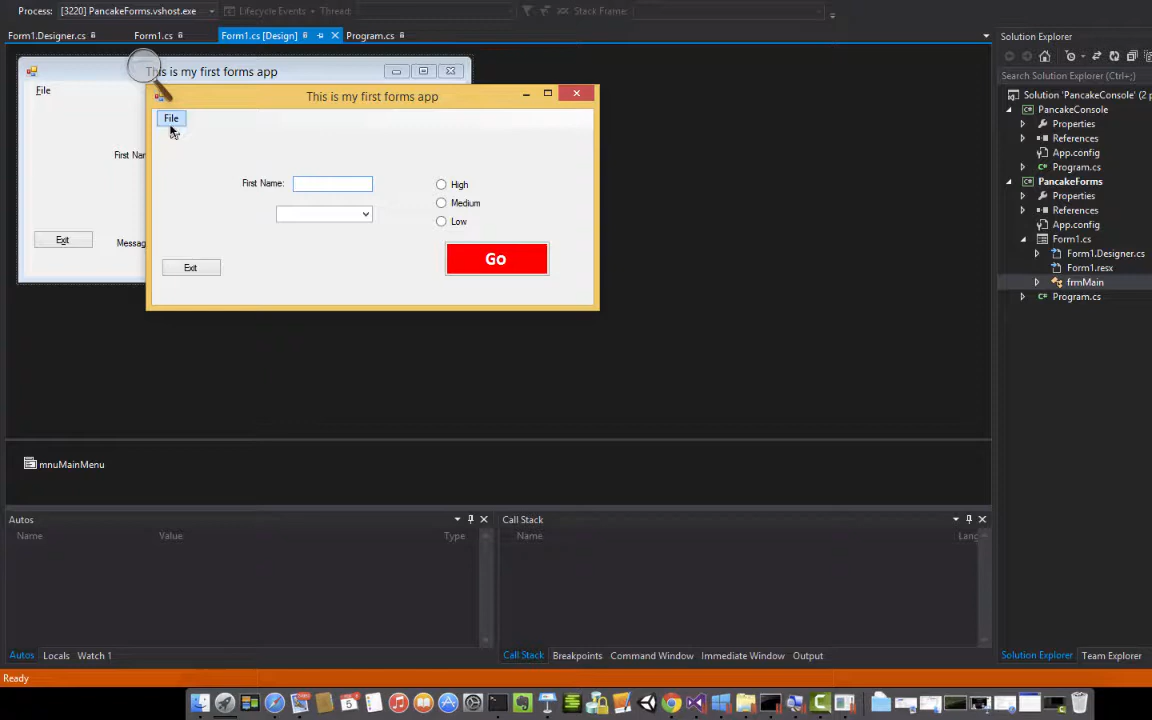 Process: [3220] PancakeForms.vshost.exe Lifecycle Events Thread: Stack Frame:
Form1.Designer.cs Form1.cs Form1.cs [Design] Program.cs
This is my first forms app
File
First Nam
Exit
Messag
This is my first forms app
File
First Name:
High
Medium
Low
Go
Exit
mnuMainMenu
Autos
Name Value Type
Autos Locals Watch 1
Call Stack
Name Lang
Call Stack Breakpoints Command Window Immediate Window Output
Solution Explorer
Search Solution Explorer (Ctrl+;)
Solution 'PancakeConsole' (2 p
PancakeConsole
Properties
References
App.config
Program.cs
PancakeForms
Properties
References
App.config
Form1.cs
Form1.Designer.cs
Form1.resx
frmMain
Program.cs
Solution Explorer Team Explorer
Ready
5